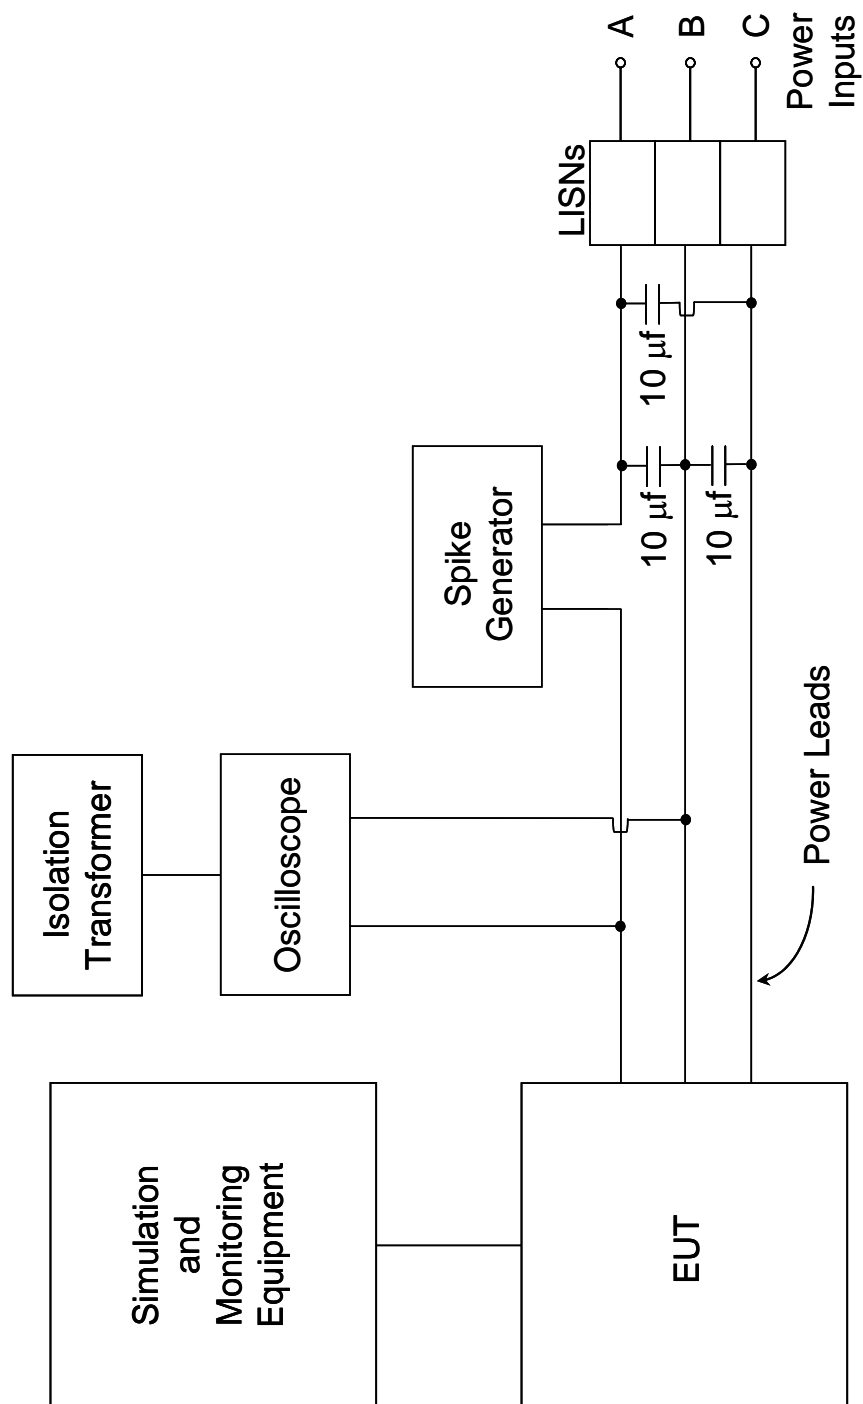 Simulation
and
Monitoring
Equipment
Isolation
Transformer
Oscilloscope
Spike
Generator
LISNs
A
B
C
Power
Inputs
10 μf
10 μf
10 μf
EUT
Power Leads